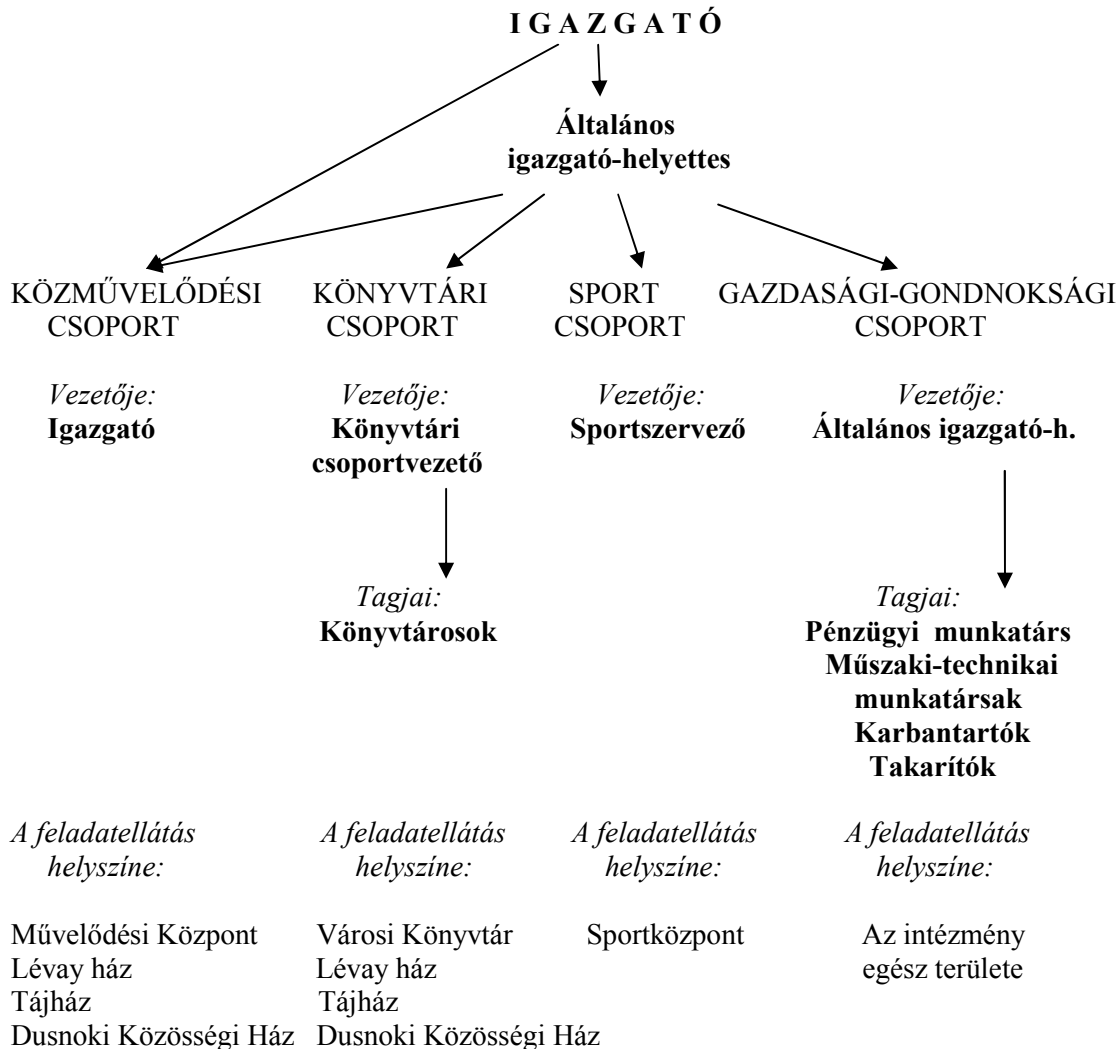 I G A Z G A T Ó
Általános
igazgató-helyettes
KÖZMŰVELŐDÉSI
CSOPORT
KÖNYVTÁRI
CSOPORT
SPORT
CSOPORT
GAZDASÁGI-GONDNOKSÁGI
CSOPORT
Vezetője:
Igazgató
Vezetője:
Könyvtári
csoportvezető
Vezetője:
Sportszervező
Vezetője:
Általános igazgató-h.
Tagjai:
Könyvtárosok
Tagjai:
Pénzügyi munkatárs
Műszaki-technikai
munkatársak
Karbantartók
Takarítók
A feladatellátás
helyszíne:
A feladatellátás
helyszíne:
A feladatellátás
helyszíne:
A feladatellátás
helyszíne:
Művelődési Központ
Lévay ház
Tájház
Dusnoki Közösségi Ház
Városi Könyvtár
Lévay ház
Tájház
Dusnoki Közösségi Ház
Sportközpont
Az intézmény
egész területe